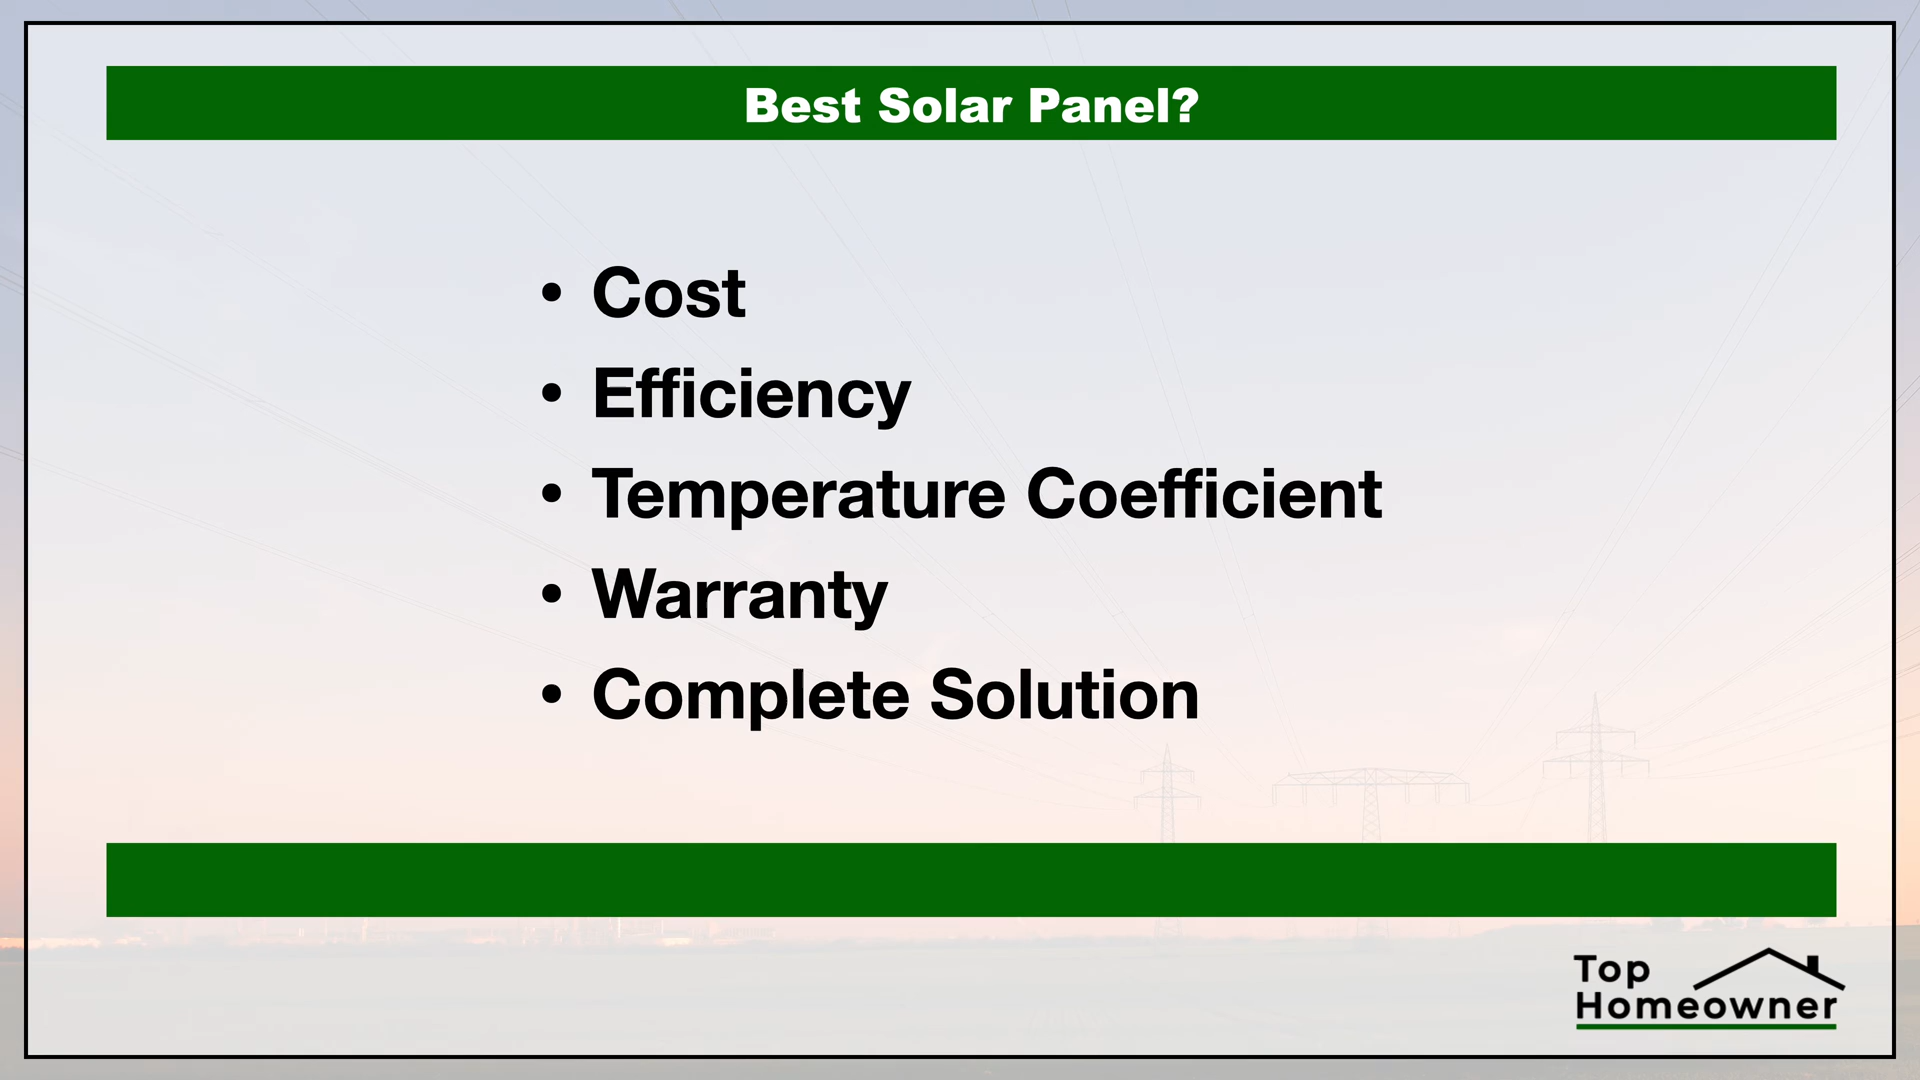 Best Solar Panel?
• Cost
• Efficiency
• Temperature Coefficient
• Warranty
• Complete Solution
Top
Homeowner